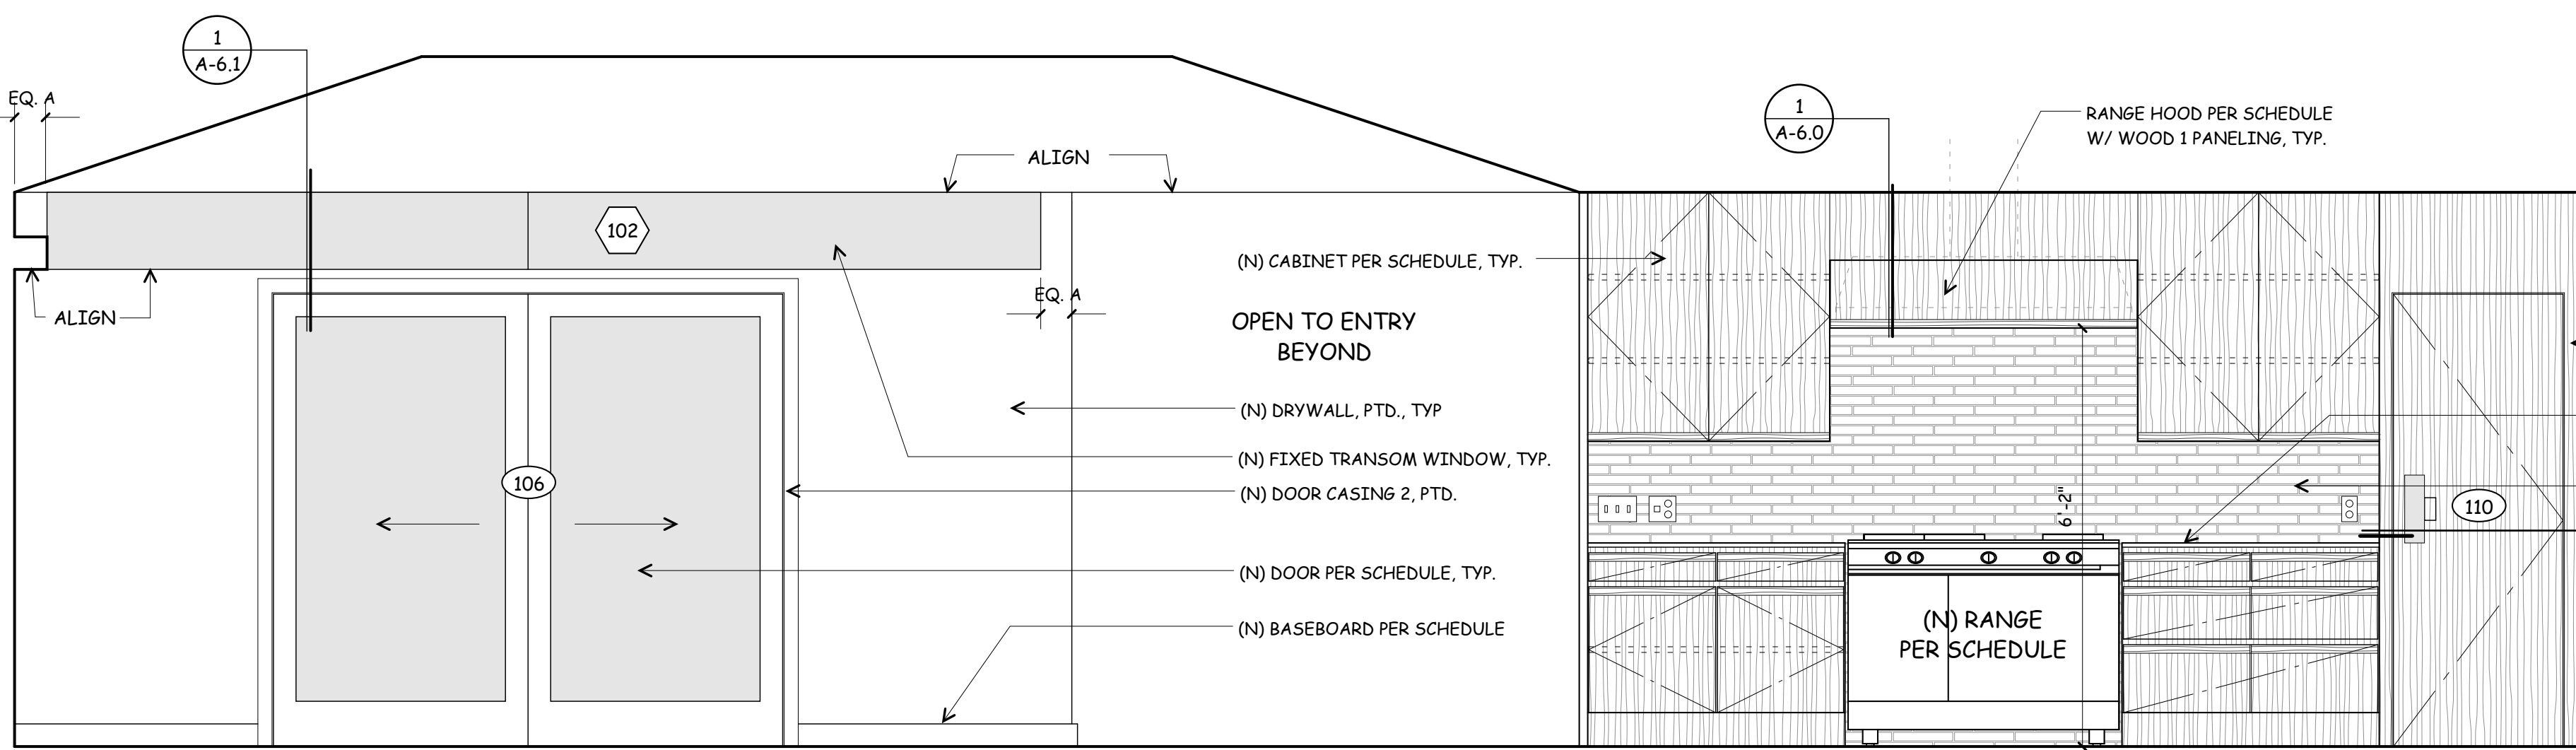 1
A-6.1
EQ. A
ALIGN
1
A-6.0
RANGE HOOD PER SCHEDULE
W/ WOOD 1 PANELING, TYP.
102
(N) CABINET PER SCHEDULE, TYP.
EQ. A
ALIGN
OPEN TO ENTRY
BEYOND
(N) DRYWALL, PTD., TYP
(N) FIXED TRANSOM WINDOW, TYP.
106
(N) DOOR CASING 2, PTD.
6'-2"
110
(N) DOOR PER SCHEDULE, TYP.
(N) BASEBOARD PER SCHEDULE
(N) RANGE
PER SCHEDULE